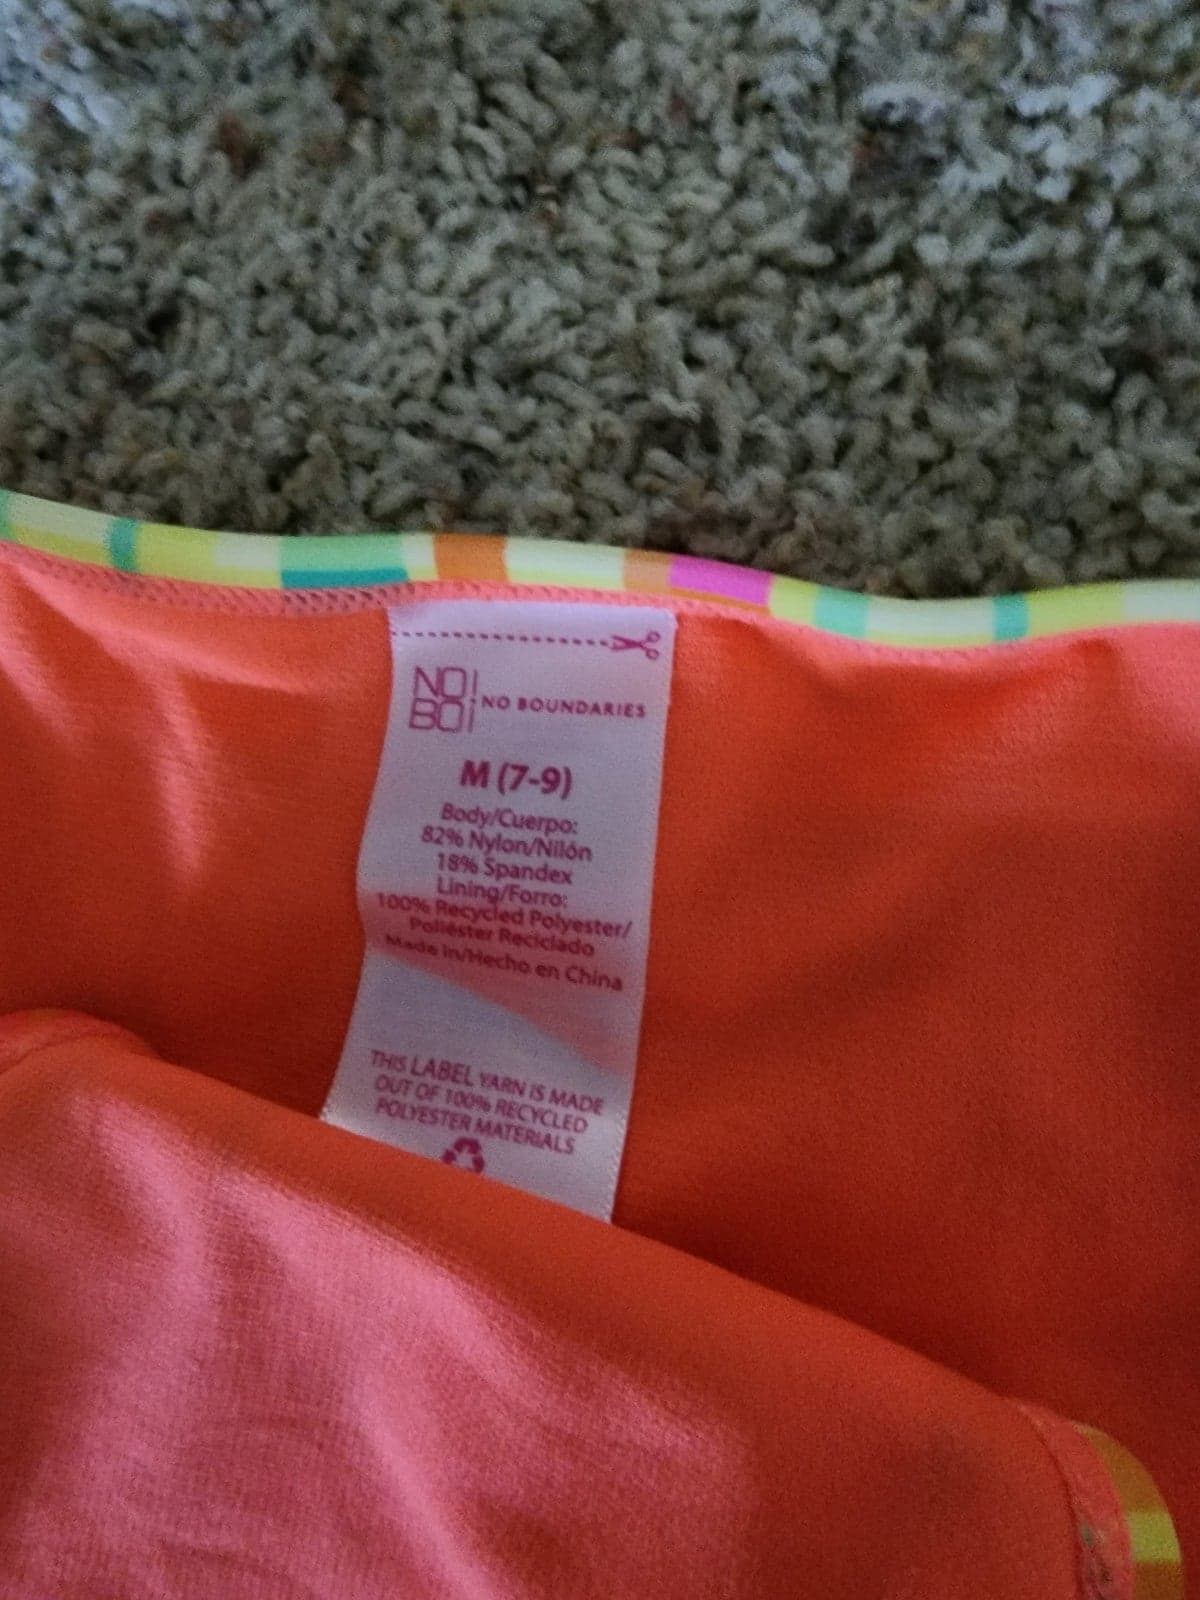 NO
BO
NO BOUNDARIES
M (7-9)
Body/Cuerpo:
82% Nylon/Nilón
18% Spandex
Lining/Forro:
100% Recycled Polyester/
Poliéster Reciclado
Made in/Hecho en China
THIS LABEL YARN IS MADE
OUT OF 100% RECYCLED
POLYESTER MATERIALS